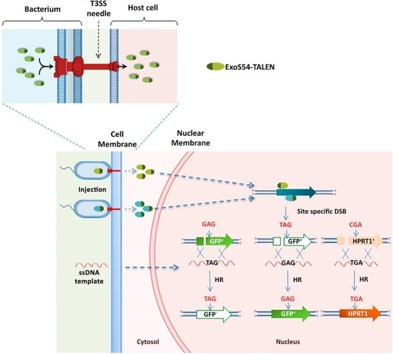 Bacterium
T3SS
needle
Host cell
ExoS54-TALEN
Cell
Membrane
Nuclear
Membrane
Injection
Site specific DSB
GAG
TAG
CGA
GFP⁺
GFP⁻
HPRT1⁺
TAG
GAG
TGA
ssDNA
template
HR
HR
HR
TAG
GAG
TGA
GFP⁻
GFP⁺
HPRT1⁻
Cytosol
Nucleus